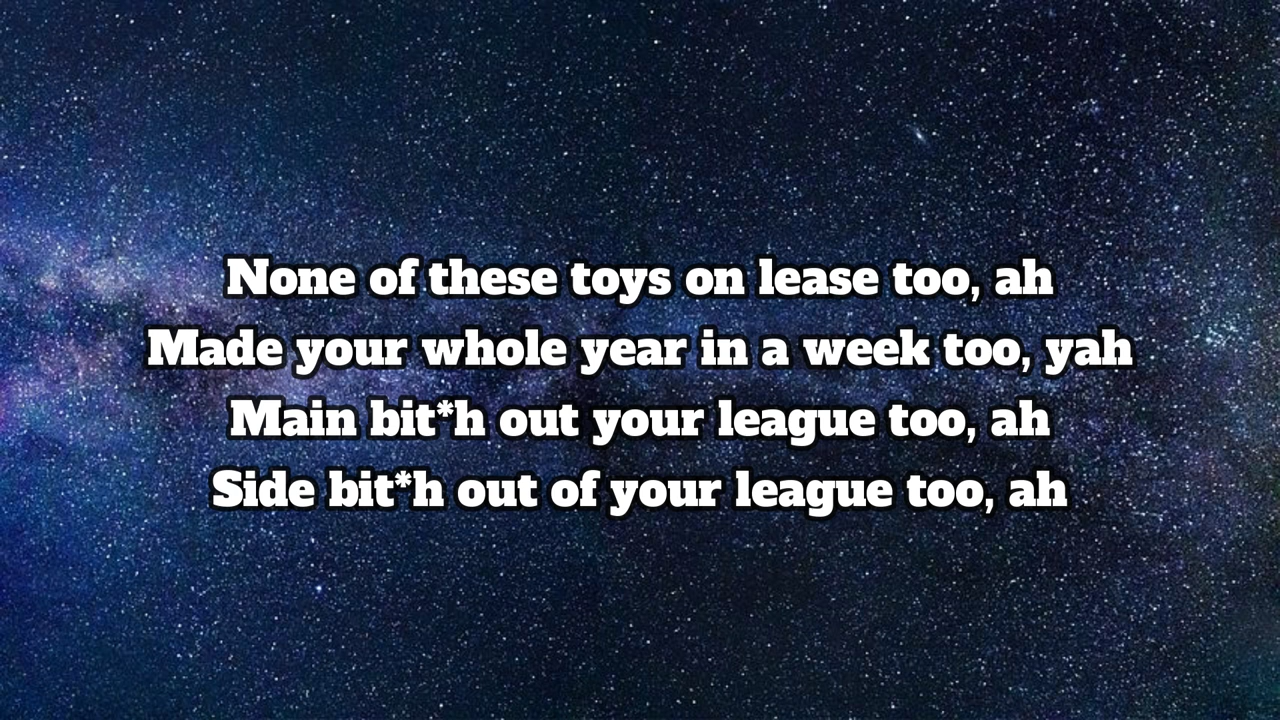 None of these toys on lease too, ah
Made your whole year in a week too, yah
Main bit*h out your league too, ah
Side bit*h out of your league too, ah